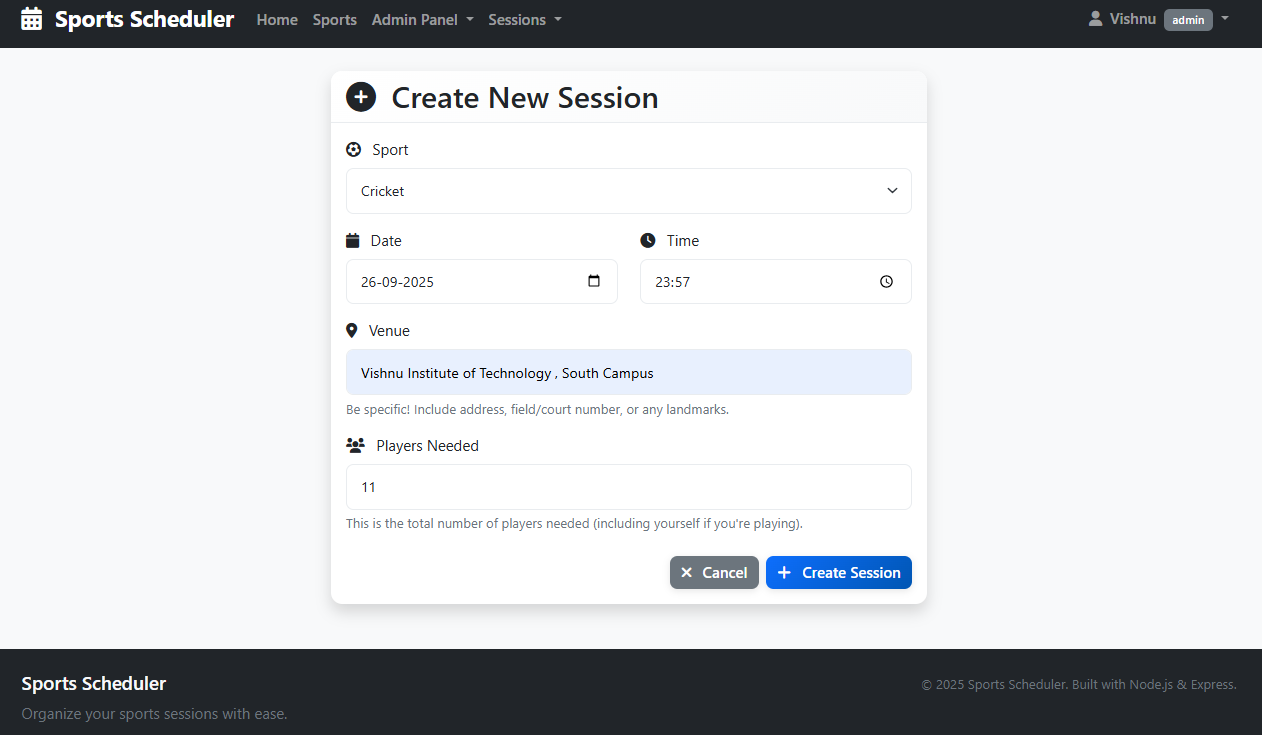 Sports Scheduler Home Sports Admin Panel Sessions Vishnu admin
Create New Session
Sport
Cricket
Date Time
26-09-2025 23:57
Venue
Vishnu Institute of Technology , South Campus
Be specific! Include address, field/court number, or any landmarks.
Players Needed
11
This is the total number of players needed (including yourself if you're playing).
Cancel Create Session
Sports Scheduler © 2025 Sports Scheduler. Built with Node.js & Express.
Organize your sports sessions with ease.